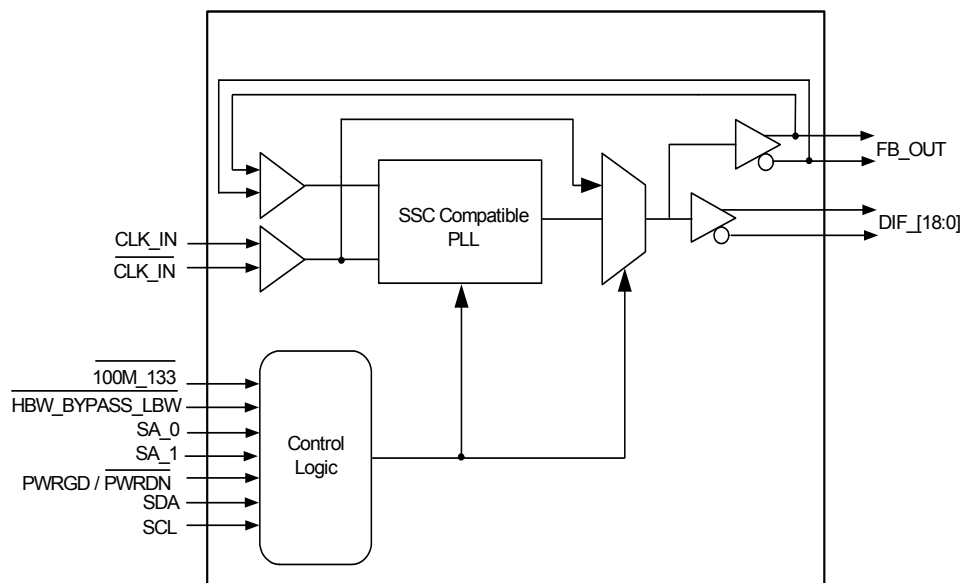 FB_OUT
SSC Compatible
PLL
DIF_[18:0]
CLK_IN
CLK_IN
100M_133
HBW_BYPASS_LBW
SA_0
SA_1
PWRGD / PWRDN
SDA
SCL
Control
Logic